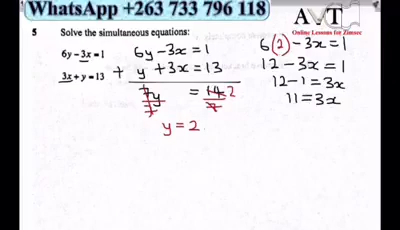 WhatsApp +263 733 796 118
AVT
Online Lessons for Zimsec
5 Solve the simultaneous equations:
6y - 3x = 1
3x + y = 13
6y - 3x = 1
+ y + 3x = 13
7y = 14 2
7 7
y = 2
6(2) - 3x = 1
12 - 3x = 1
12 - 1 = 3x
11 = 3x